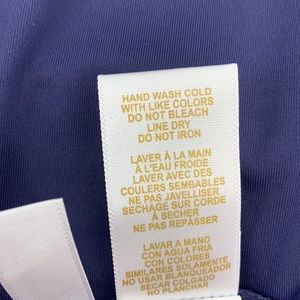 HAND WASH COLD
WITH LIKE COLORS
DO NOT BLEACH
LINE DRY
DO NOT IRON
LAVER À LA MAIN
À L'EAU FROIDE
LAVER AVEC DES
COULERS SEMBABLES
NE PAS JAVELLISER
SECHAGE SUR CORDE
À SÉCHER
NE PAS REPÀSSER
LAVAR A MANO
CON AGUA FRIA
CON COLORES
SIMILARES SOLAMENTE
NO USAR BLANQUEADOR
SECAR COLGADO
NO PLANCHAR